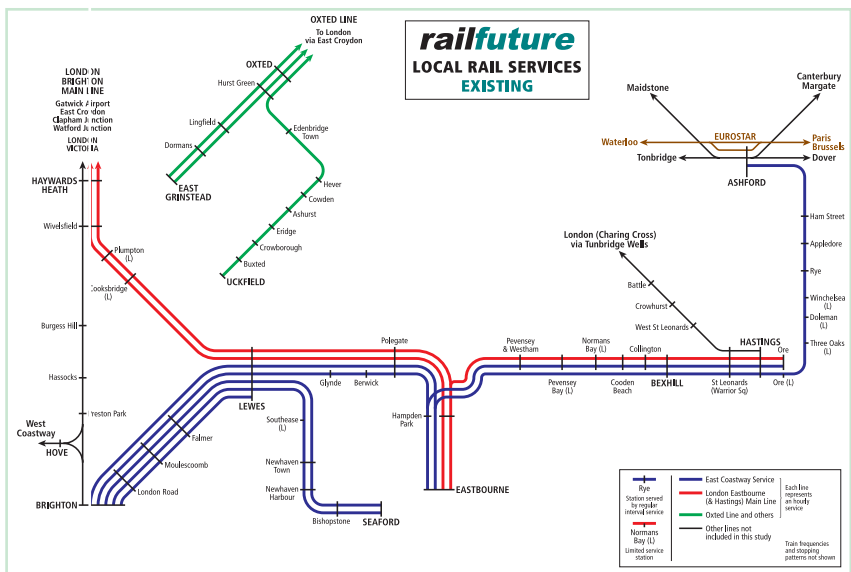 OXTED LINE
To London
via East Croydon
railfuture
LOCAL RAIL SERVICES
EXISTING
LONDON
BRIGHTON
MAIN LINE
Gatwick Airport
East Croydon
Clapham Junction
Watford Junction
LONDON
VICTORIA
OXTED
Hurst Green
Lingfield
Dormans
EAST
GRINSTEAD
Edenbridge
Town
Hever
Cowden
Ashurst
Eridge
Crowborough
Buxted
UCKFIELD
Maidstone
Canterbury
Margate
Waterloo
EUROSTAR
Paris
Brussels
Tonbridge
Dover
ASHFORD
HAYWARDS
HEATH
Wivelsfield
Plumpton
(L)
Cooksbridge
(L)
Burgess Hill
Hassocks
Preston Park
West
Coastway
HOVE
BRIGHTON
London Road
Moulescoomb
Falmer
LEWES
Southease
(L)
Newhaven
Town
Newhaven
Harbour
Bishopstone
SEAFORD
Glynde
Berwick
Polegate
Hampden
Park
EASTBOURNE
Pevensey
& Westham
Pevensey
Bay (L)
Normans
Bay (L)
Cooden
Beach
Collington
BEXHILL
London (Charing Cross)
via Tunbridge Wells
Battle
Crowhurst
West St Leonards
St Leonards
(Warrior Sq)
HASTINGS
Ore
Ore (L)
Ham Street
Appledore
Rye
Winchelsea
(L)
Doleman
(L)
Three Oaks
(L)
Rye
Station served
by regular
interval service
Normans
Bay (L)
Limited service
station
East Coastway Service
London Eastbourne
(& Hastings) Main Line
Oxted Line and others
Other lines not
included in this study
Each line
represents
an hourly
service
Train frequencies
and stopping
patterns not shown